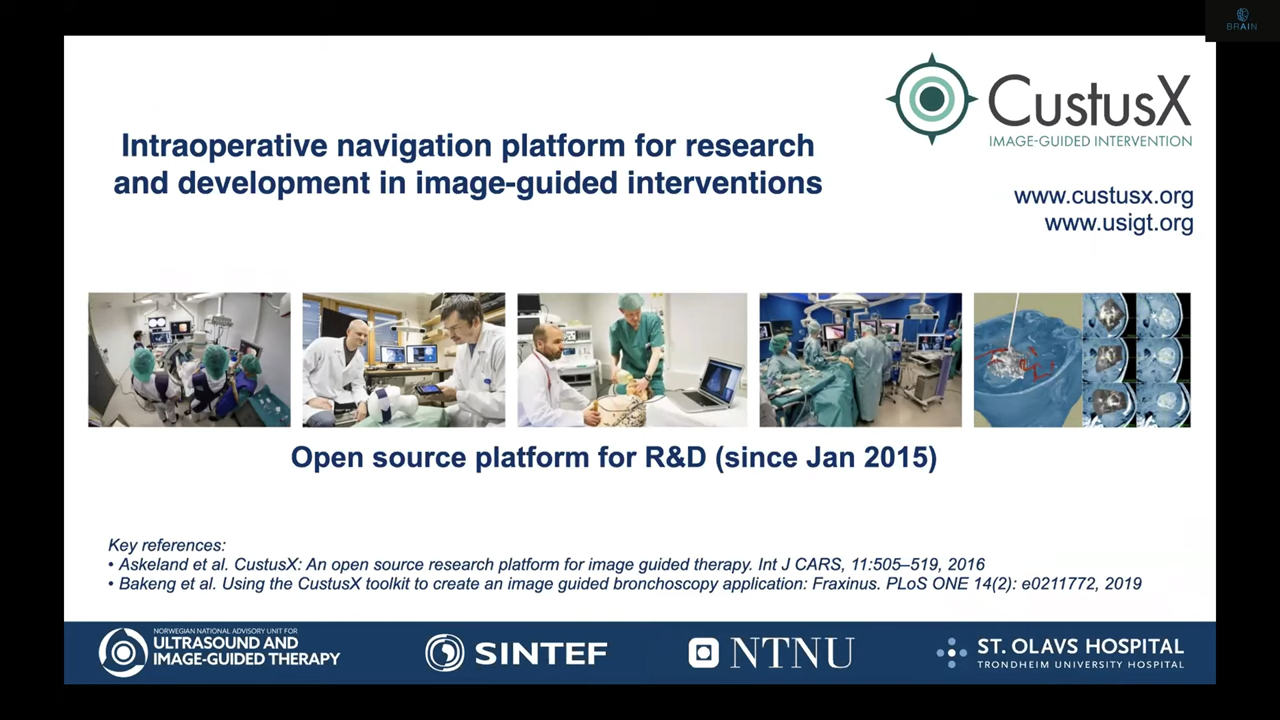 BRAIN
CustusX
IMAGE-GUIDED INTERVENTION
Intraoperative navigation platform for research
and development in image-guided interventions
www.custusx.org
www.usigt.org
Open source platform for R&D (since Jan 2015)
Key references:
• Askeland et al. CustusX: An open source research platform for image guided therapy. Int J CARS, 11:505–519, 2016
• Bakeng et al. Using the CustusX toolkit to create an image guided bronchoscopy application: Fraxinus. PLoS ONE 14(2): e0211772, 2019
NORWEGIAN NATIONAL ADVISORY UNIT FOR
ULTRASOUND AND
IMAGE-GUIDED THERAPY
SINTEF
NTNU
ST. OLAVS HOSPITAL
TRONDHEIM UNIVERSITY HOSPITAL